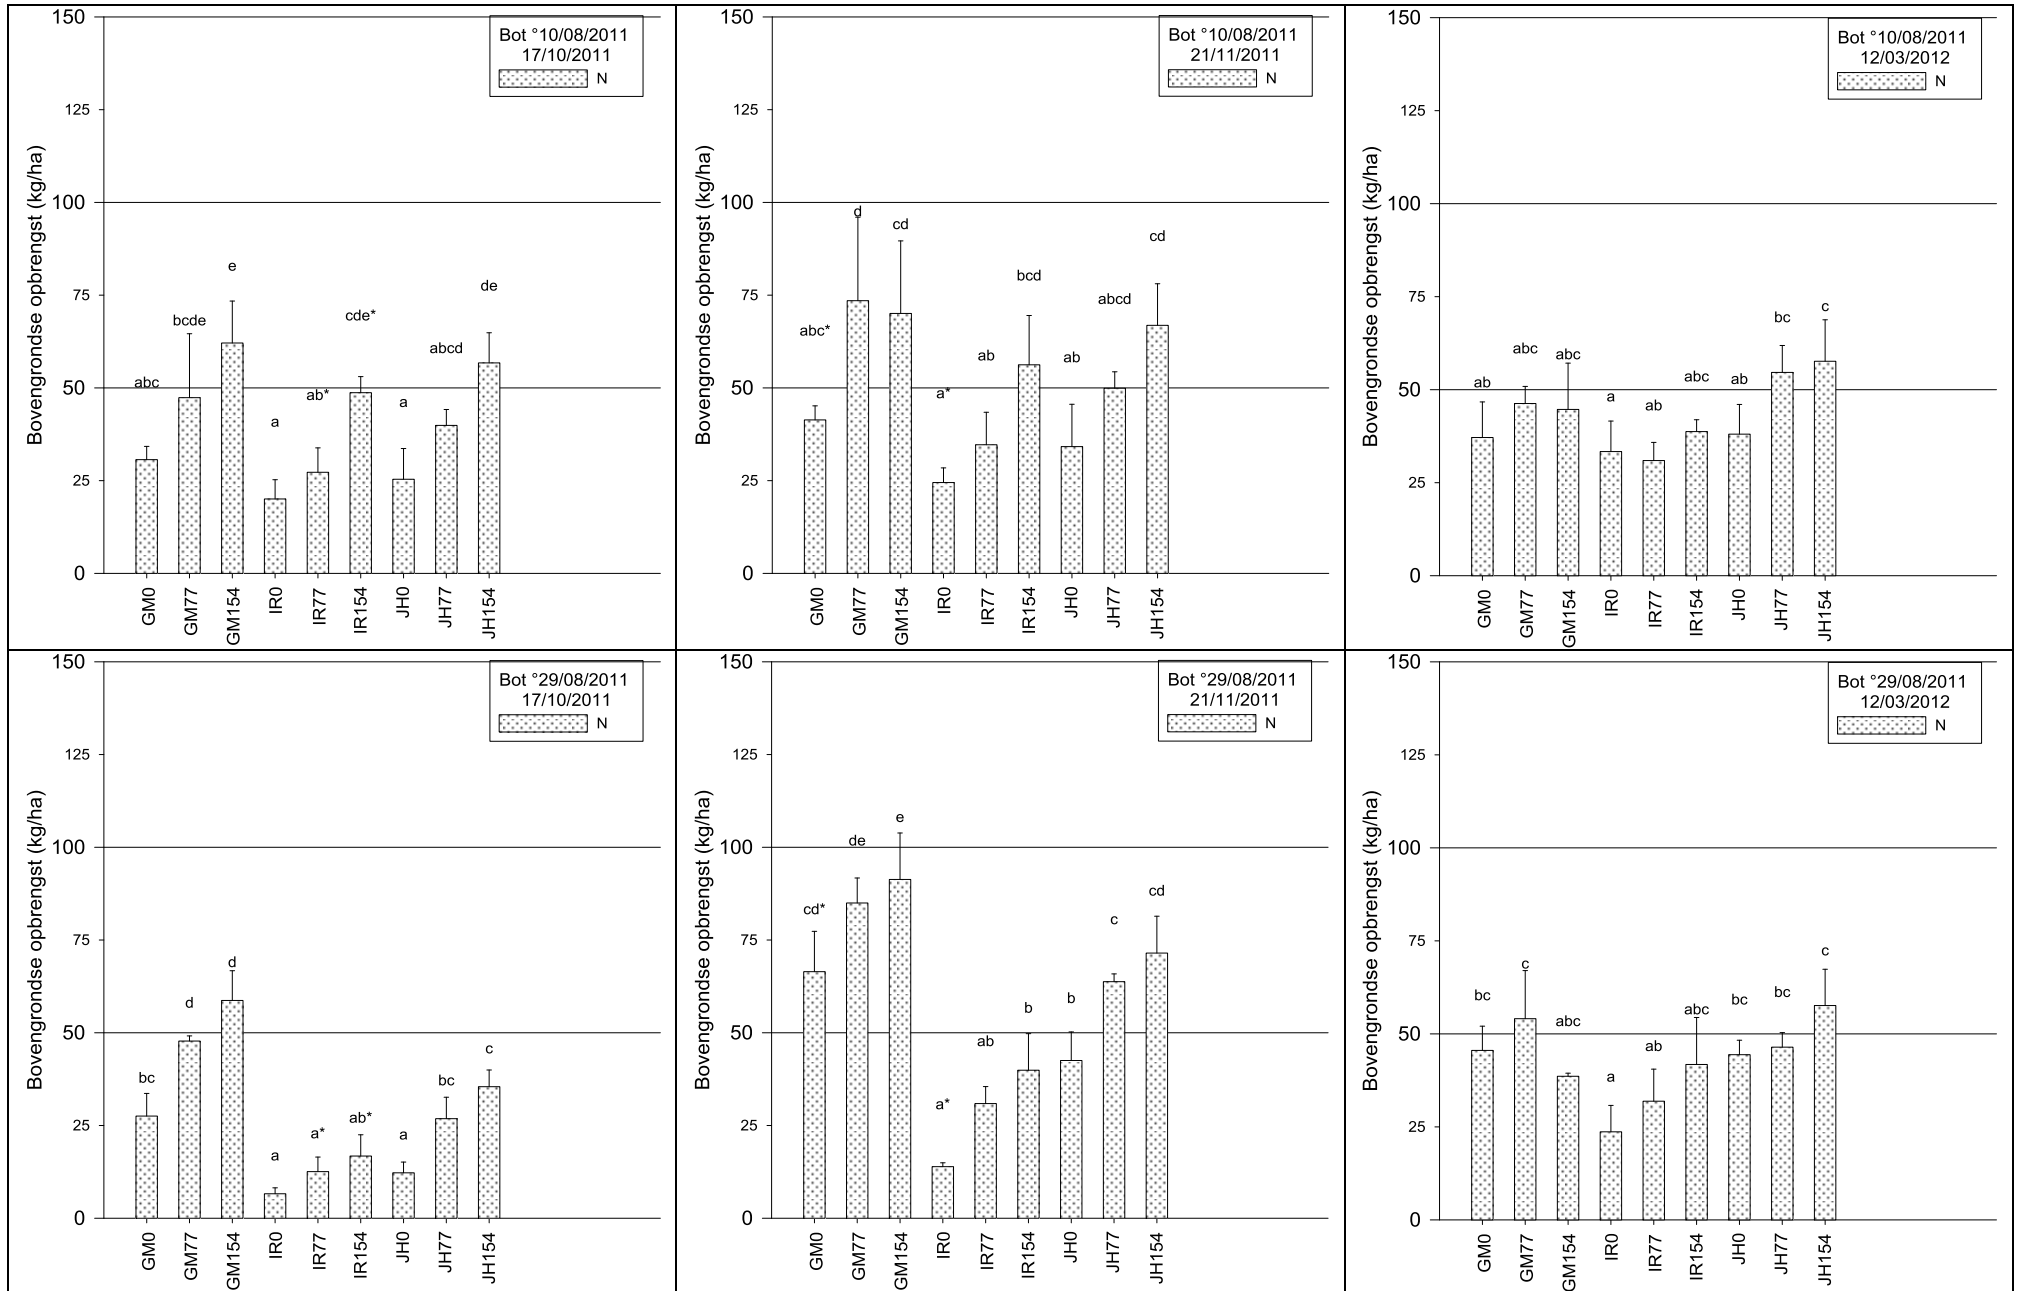 Bot °10/08/2011
17/10/2011
N
Bovengrondse opbrengst (kg/ha)
150
125
100
75
50
25
0
abc
bcde
e
a
ab*
cde*
a
abcd
de
GM0
GM77
GM154
IR0
IR77
IR154
JH0
JH77
JH154
Bot °10/08/2011
21/11/2011
N
Bovengrondse opbrengst (kg/ha)
150
125
100
75
50
25
0
abc*
d
cd
a*
ab
bcd
ab
abcd
cd
GM0
GM77
GM154
IR0
IR77
IR154
JH0
JH77
JH154
Bot °10/08/2011
12/03/2012
N
Bovengrondse opbrengst (kg/ha)
150
125
100
75
50
25
0
ab
abc
abc
a
ab
abc
ab
bc
c
GM0
GM77
GM154
IR0
IR77
IR154
JH0
JH77
JH154
Bot °29/08/2011
17/10/2011
N
Bovengrondse opbrengst (kg/ha)
150
125
100
75
50
25
0
bc
d
d
a
a*
ab*
a
bc
c
GM0
GM77
GM154
IR0
IR77
IR154
JH0
JH77
JH154
Bot °29/08/2011
21/11/2011
N
Bovengrondse opbrengst (kg/ha)
150
125
100
75
50
25
0
cd*
de
e
a*
ab
b
b
c
cd
GM0
GM77
GM154
IR0
IR77
IR154
JH0
JH77
JH154
Bot °29/08/2011
12/03/2012
N
Bovengrondse opbrengst (kg/ha)
150
125
100
75
50
25
0
bc
c
abc
a
ab
abc
bc
bc
c
GM0
GM77
GM154
IR0
IR77
IR154
JH0
JH77
JH154